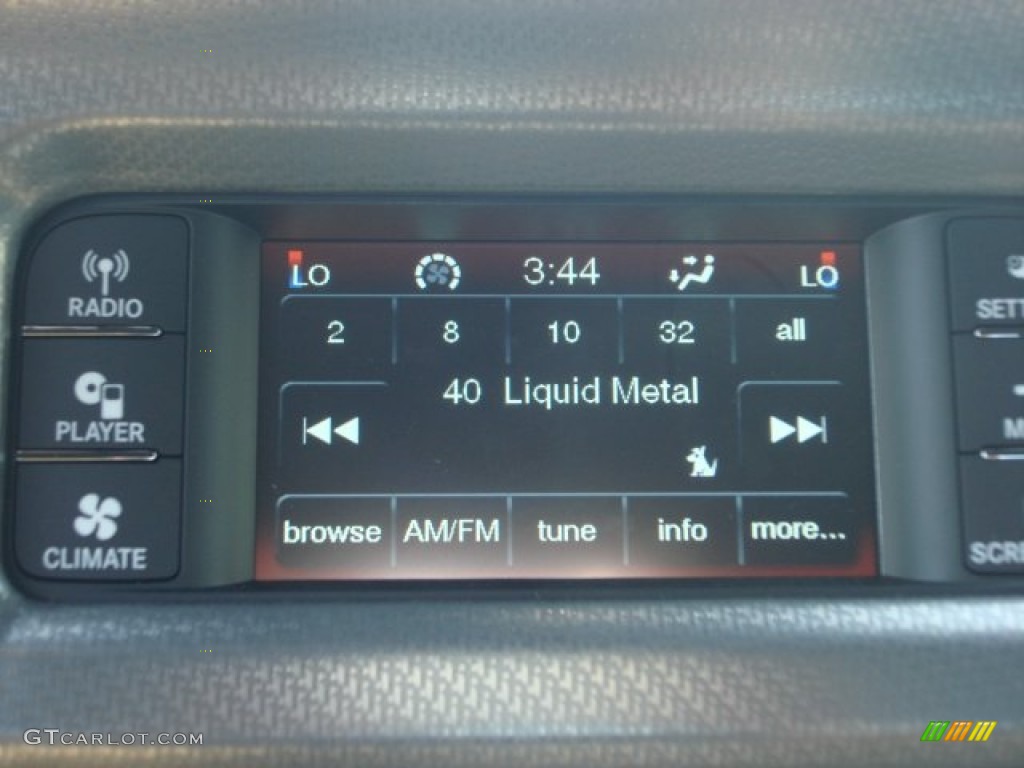 RADIO
PLAYER
CLIMATE
LO 3:44 LO
2 8 10 32 all
40 Liquid Metal
browse AM/FM tune info more...
GTCARLOT.COM